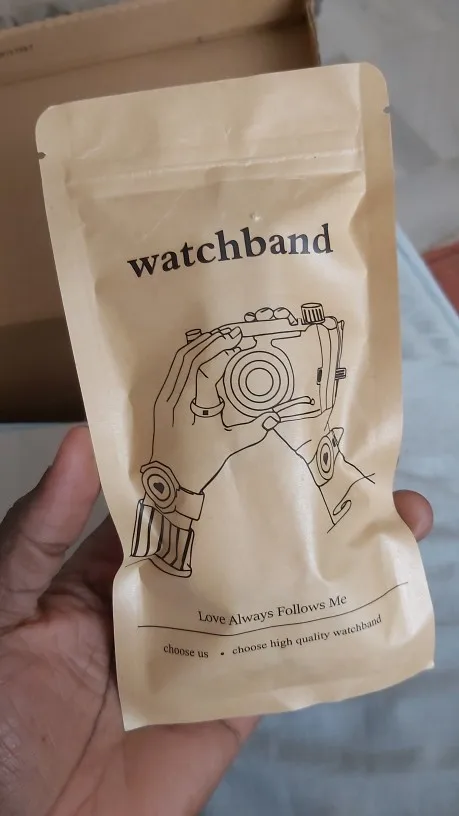 watchband
Love Always Follows Me
choose us • choose high quality watchband